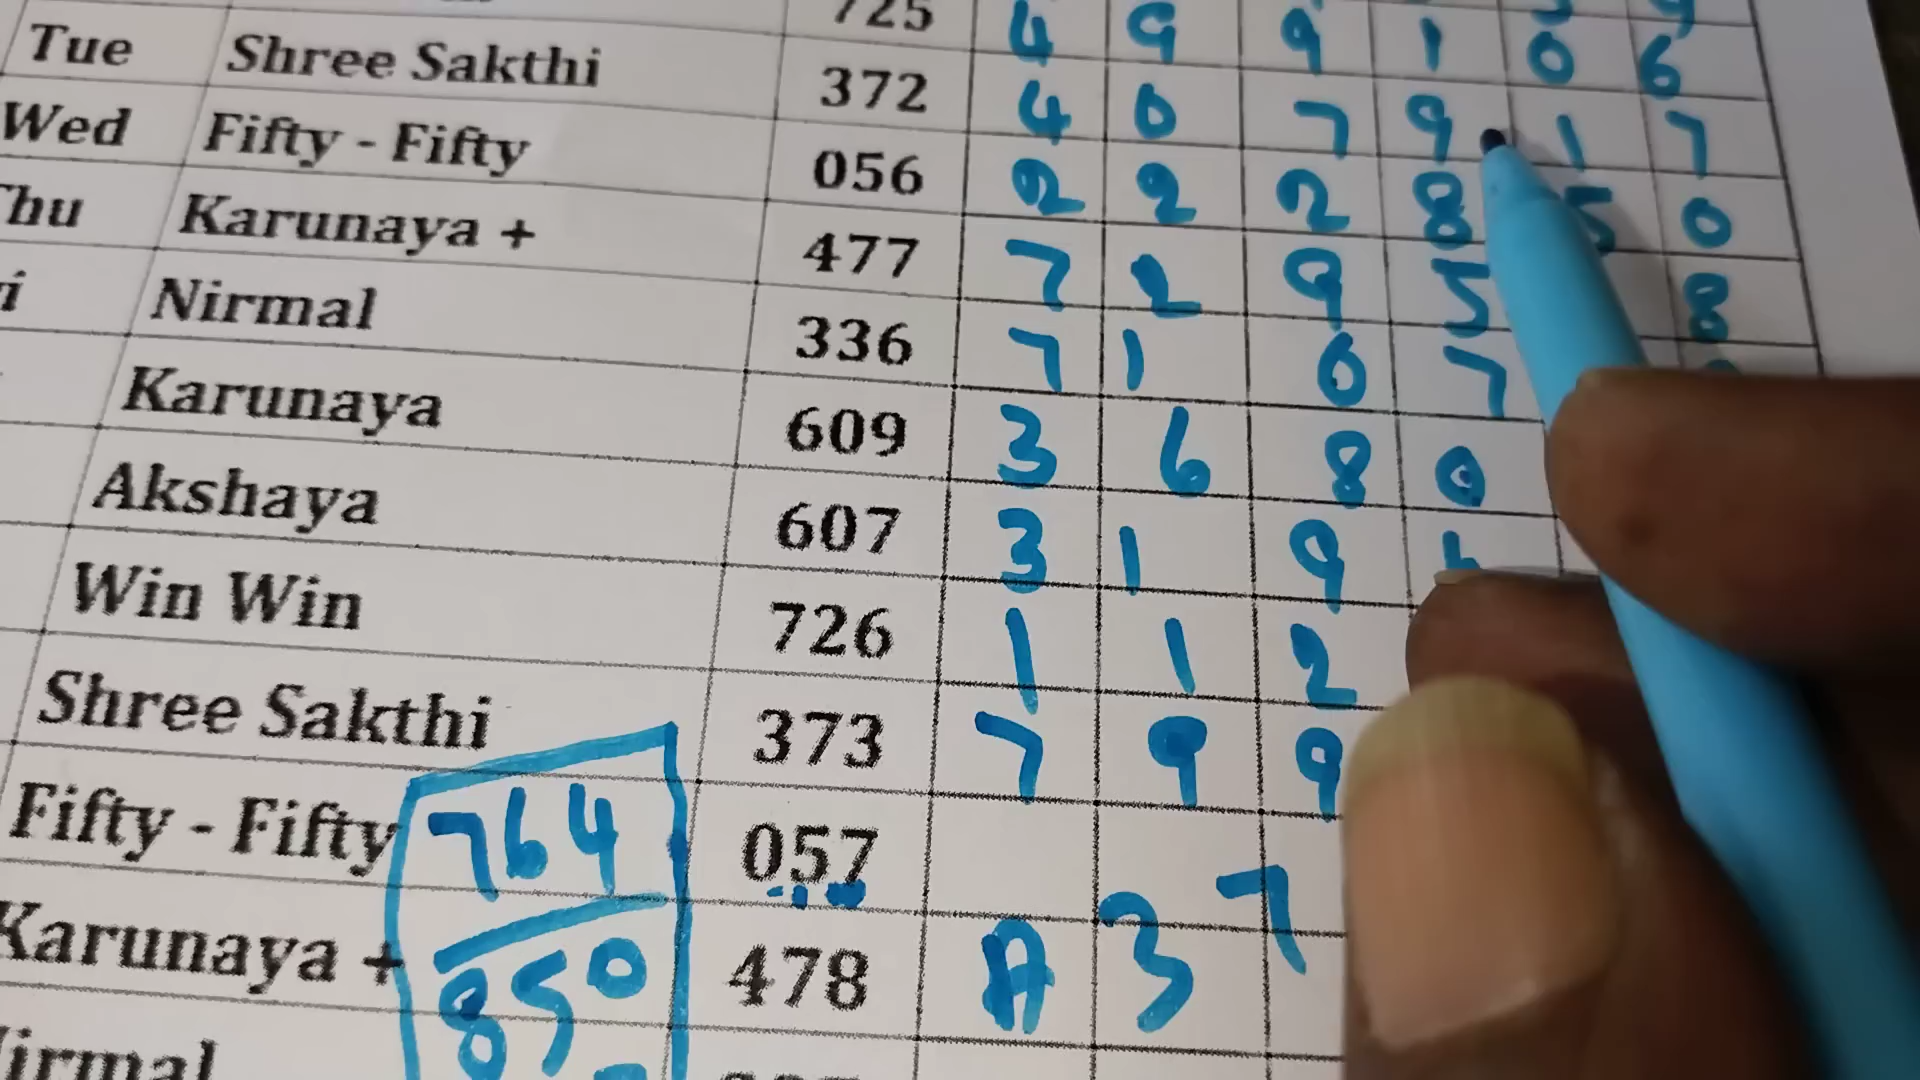 725 4 9 9 1 0 6
Tue Shree Sakthi 372 4 0 7 9 1 7
Wed Fifty - Fifty 056 2 2 2 8 5 0
Karunaya + 477 7 2 9 5 8
Nirmal 336 7 1 0 7
Karunaya 609 3 6 8 0
Akshaya 607 3 1 9
Win Win 726 1 1 2
Shree Sakthi 373 7 9 9
Fifty - Fifty 764 057
Karunaya + 850 478 A 3 7